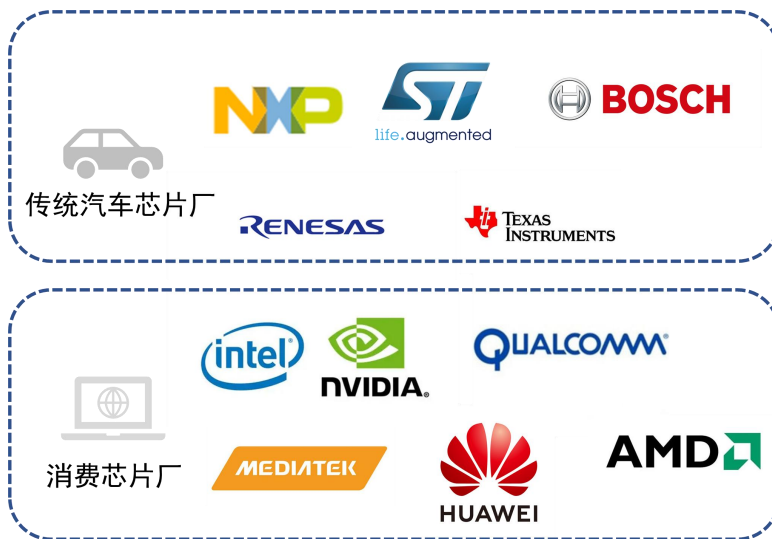 NXP
life.augmented
BOSCH
传统汽车芯片厂
RENESAS
TEXAS
INSTRUMENTS
intel
NVIDIA.
QUALCOMM
消费芯片厂
MEDIATEK
HUAWEI
AMD